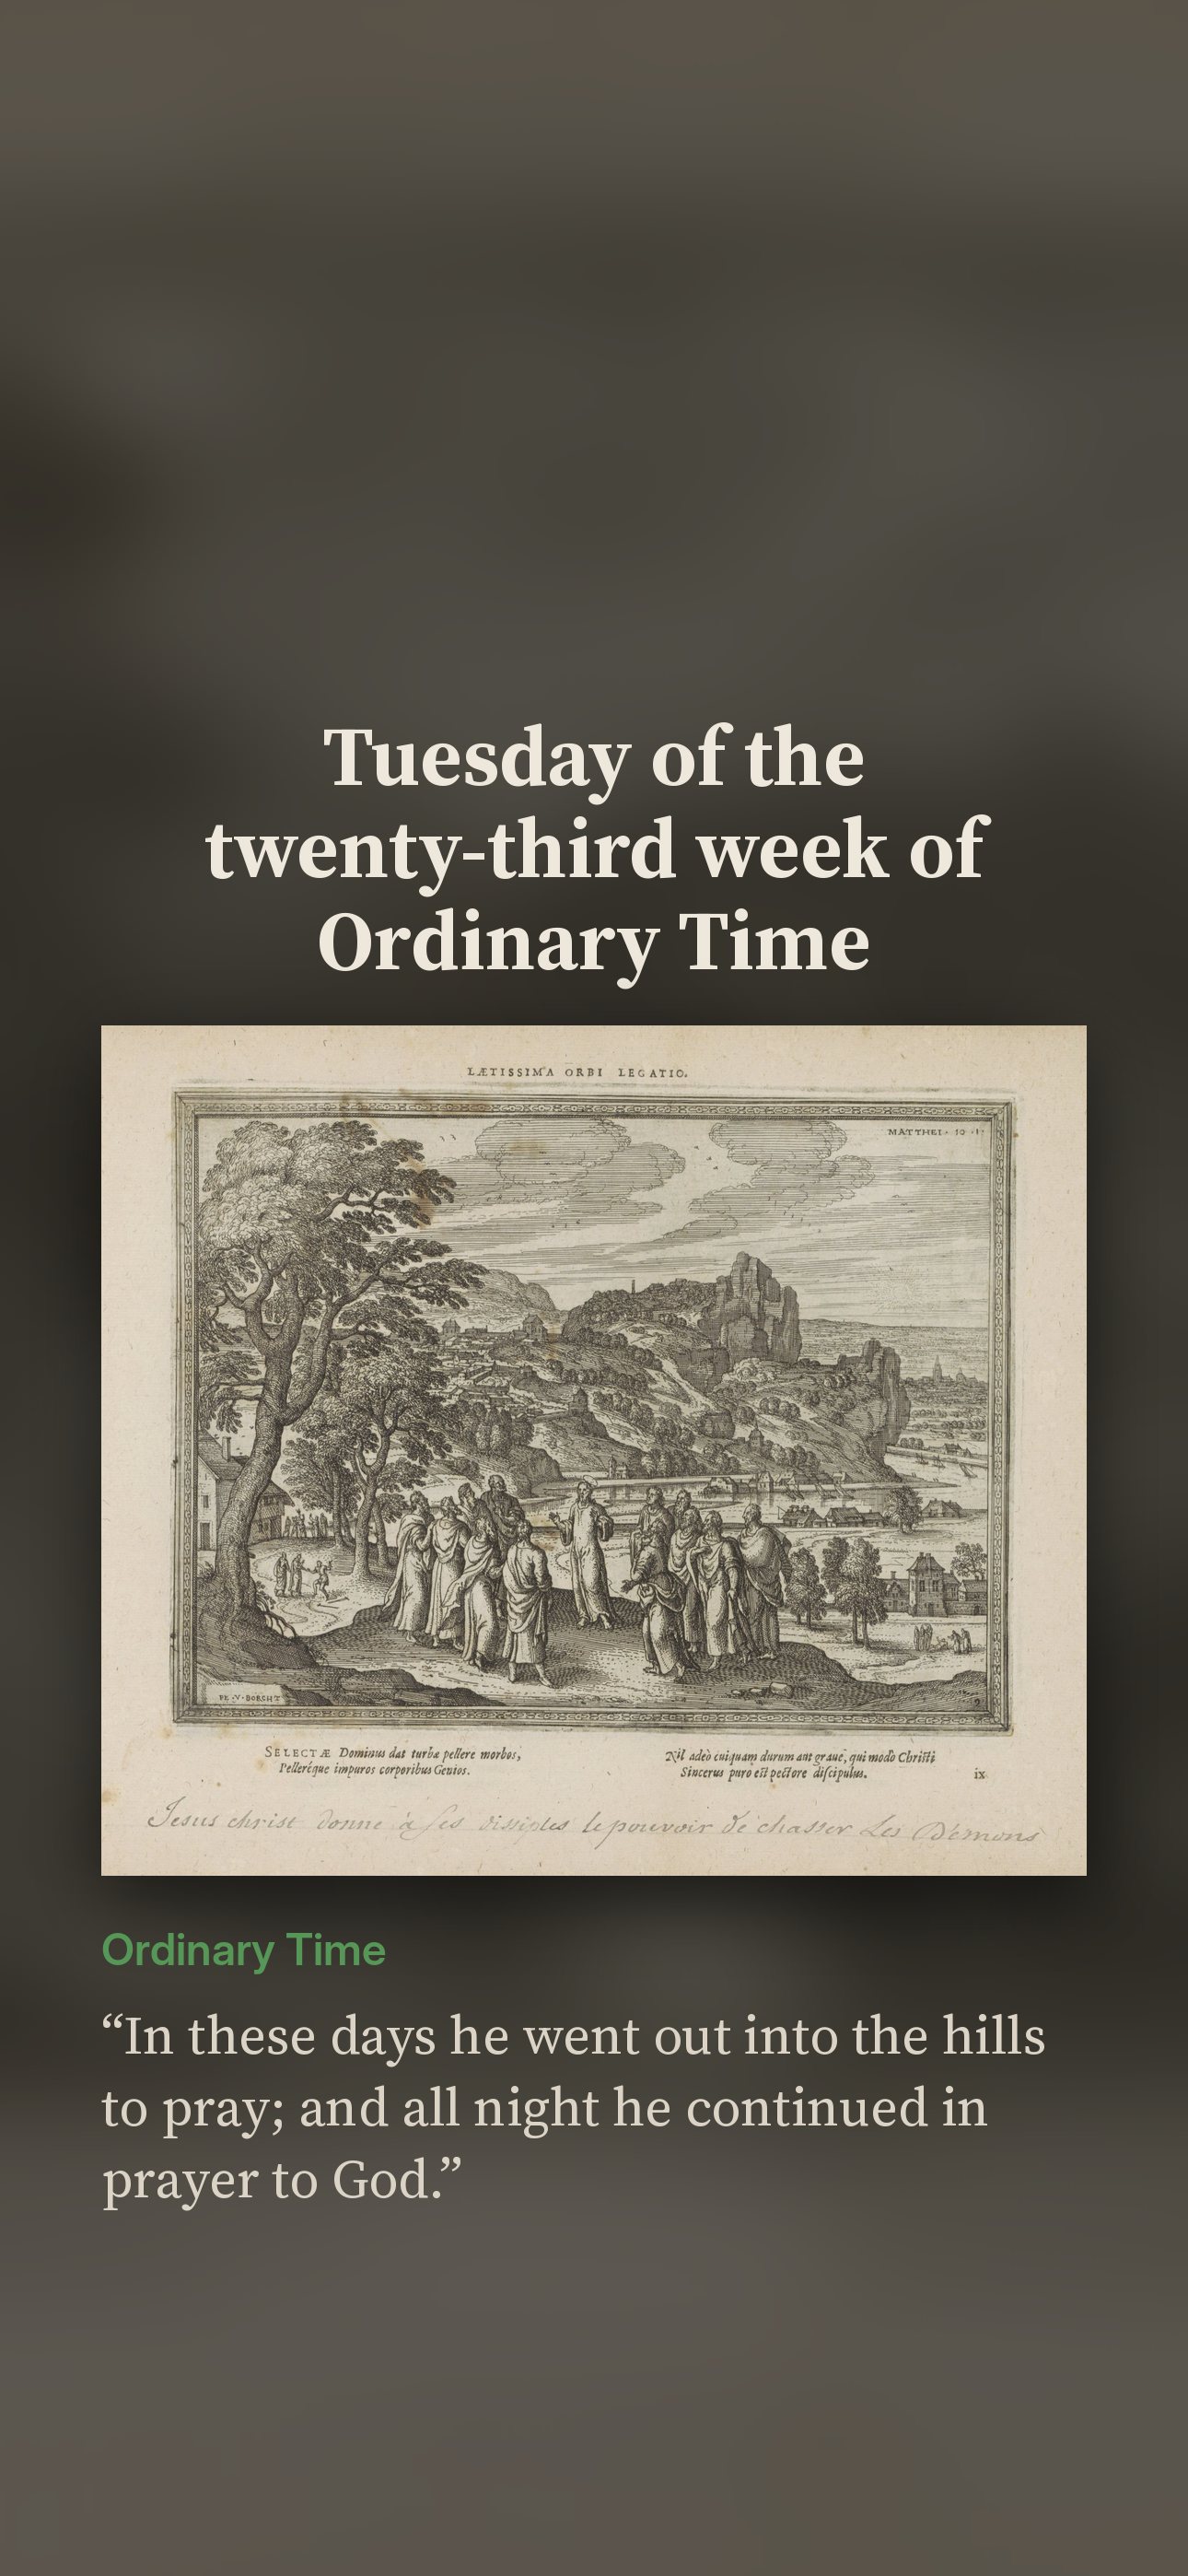 Tuesday of the
twenty-third week of
Ordinary Time
LÆTISSIMA ORBI LEGATIO.
MATTHEI. 10 .1.
PE .V. BORCHT
SELECTÆ Dominus dat turbæ pellere morbos,
Pelleréque impuros corporibus Genios.
Nil adeò cuiquam durum aut graue, qui modò Christi
Sincerus puro est pectore discipulus.
ix
Jesus christ donne à ses dissiples le pouvoir de chasser Les Démons
Ordinary Time
“In these days he went out into the hills
to pray; and all night he continued in
prayer to God.”